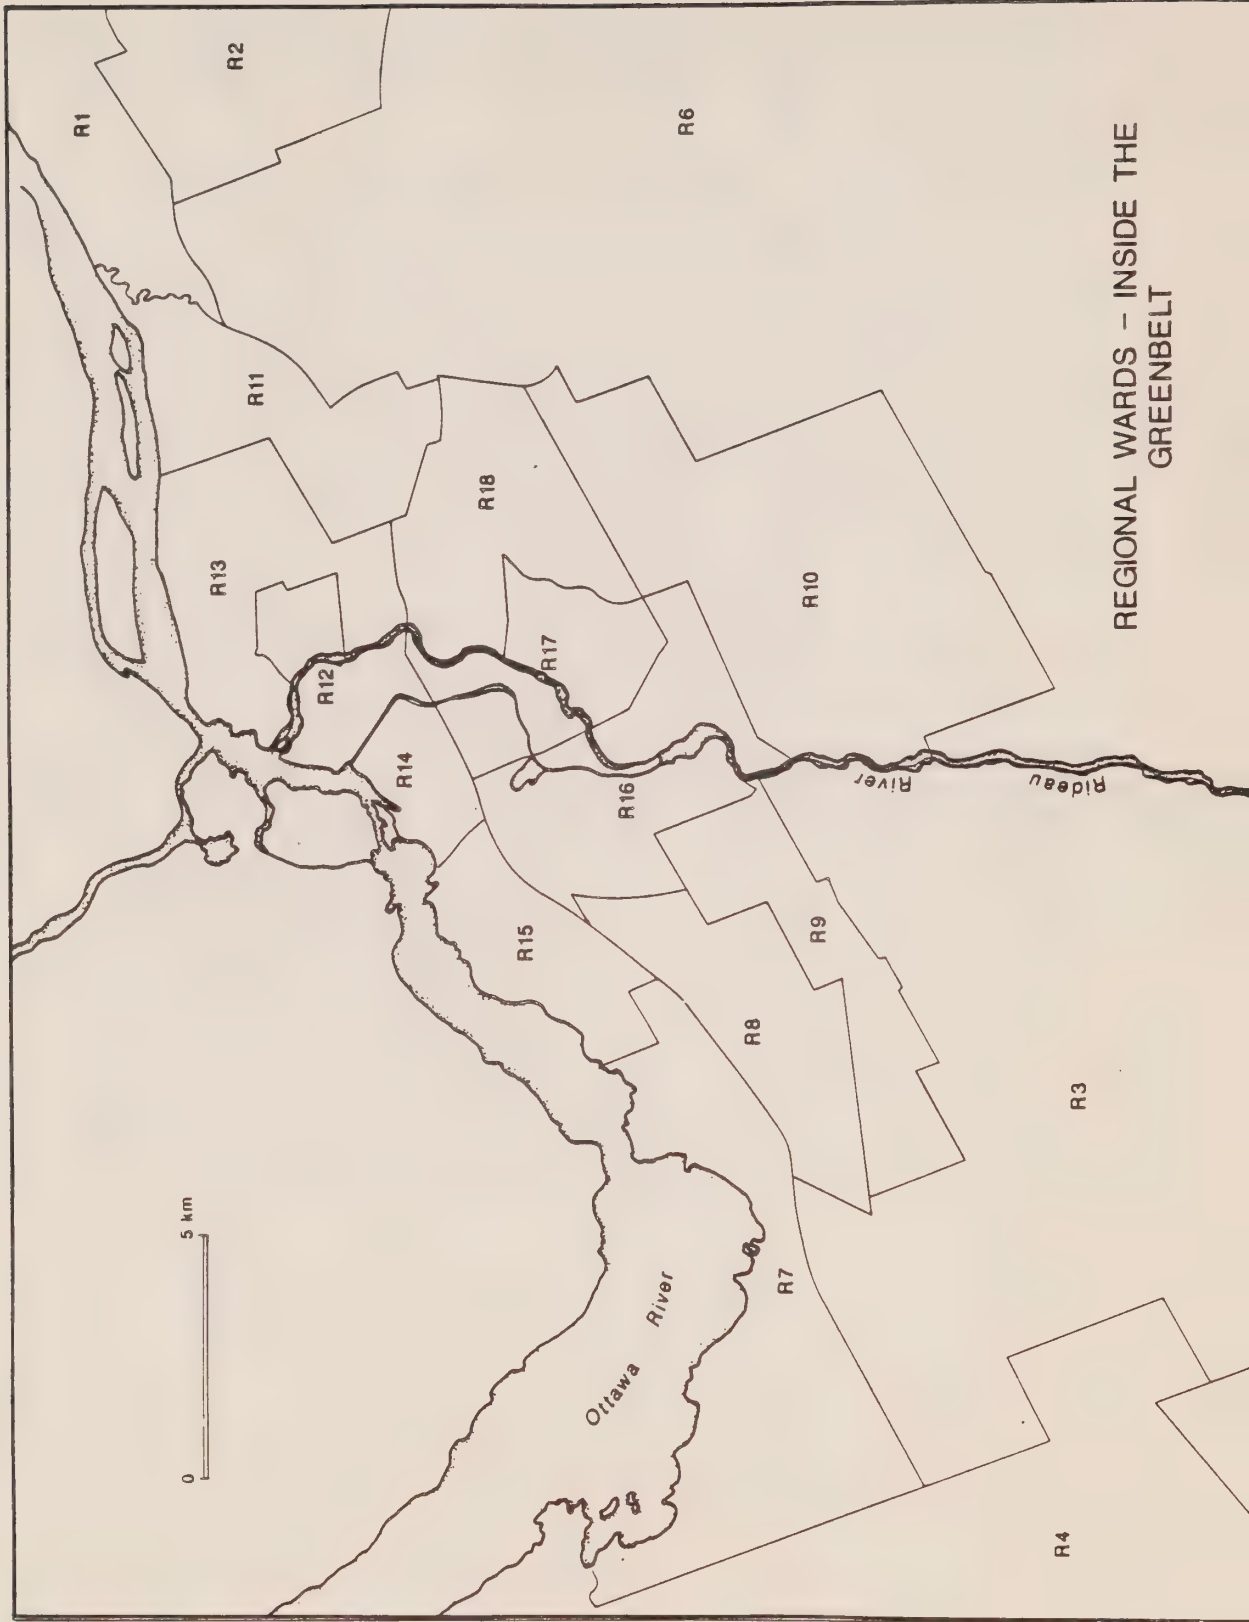 R1
R2
R6
R11
R13
R18
R12
R17
R10
R14
R16
R15
R9
R8
R3
R7
R4
Rideau
River
Ottawa
River
0
5 km
REGIONAL WARDS – INSIDE THE
GREENBELT